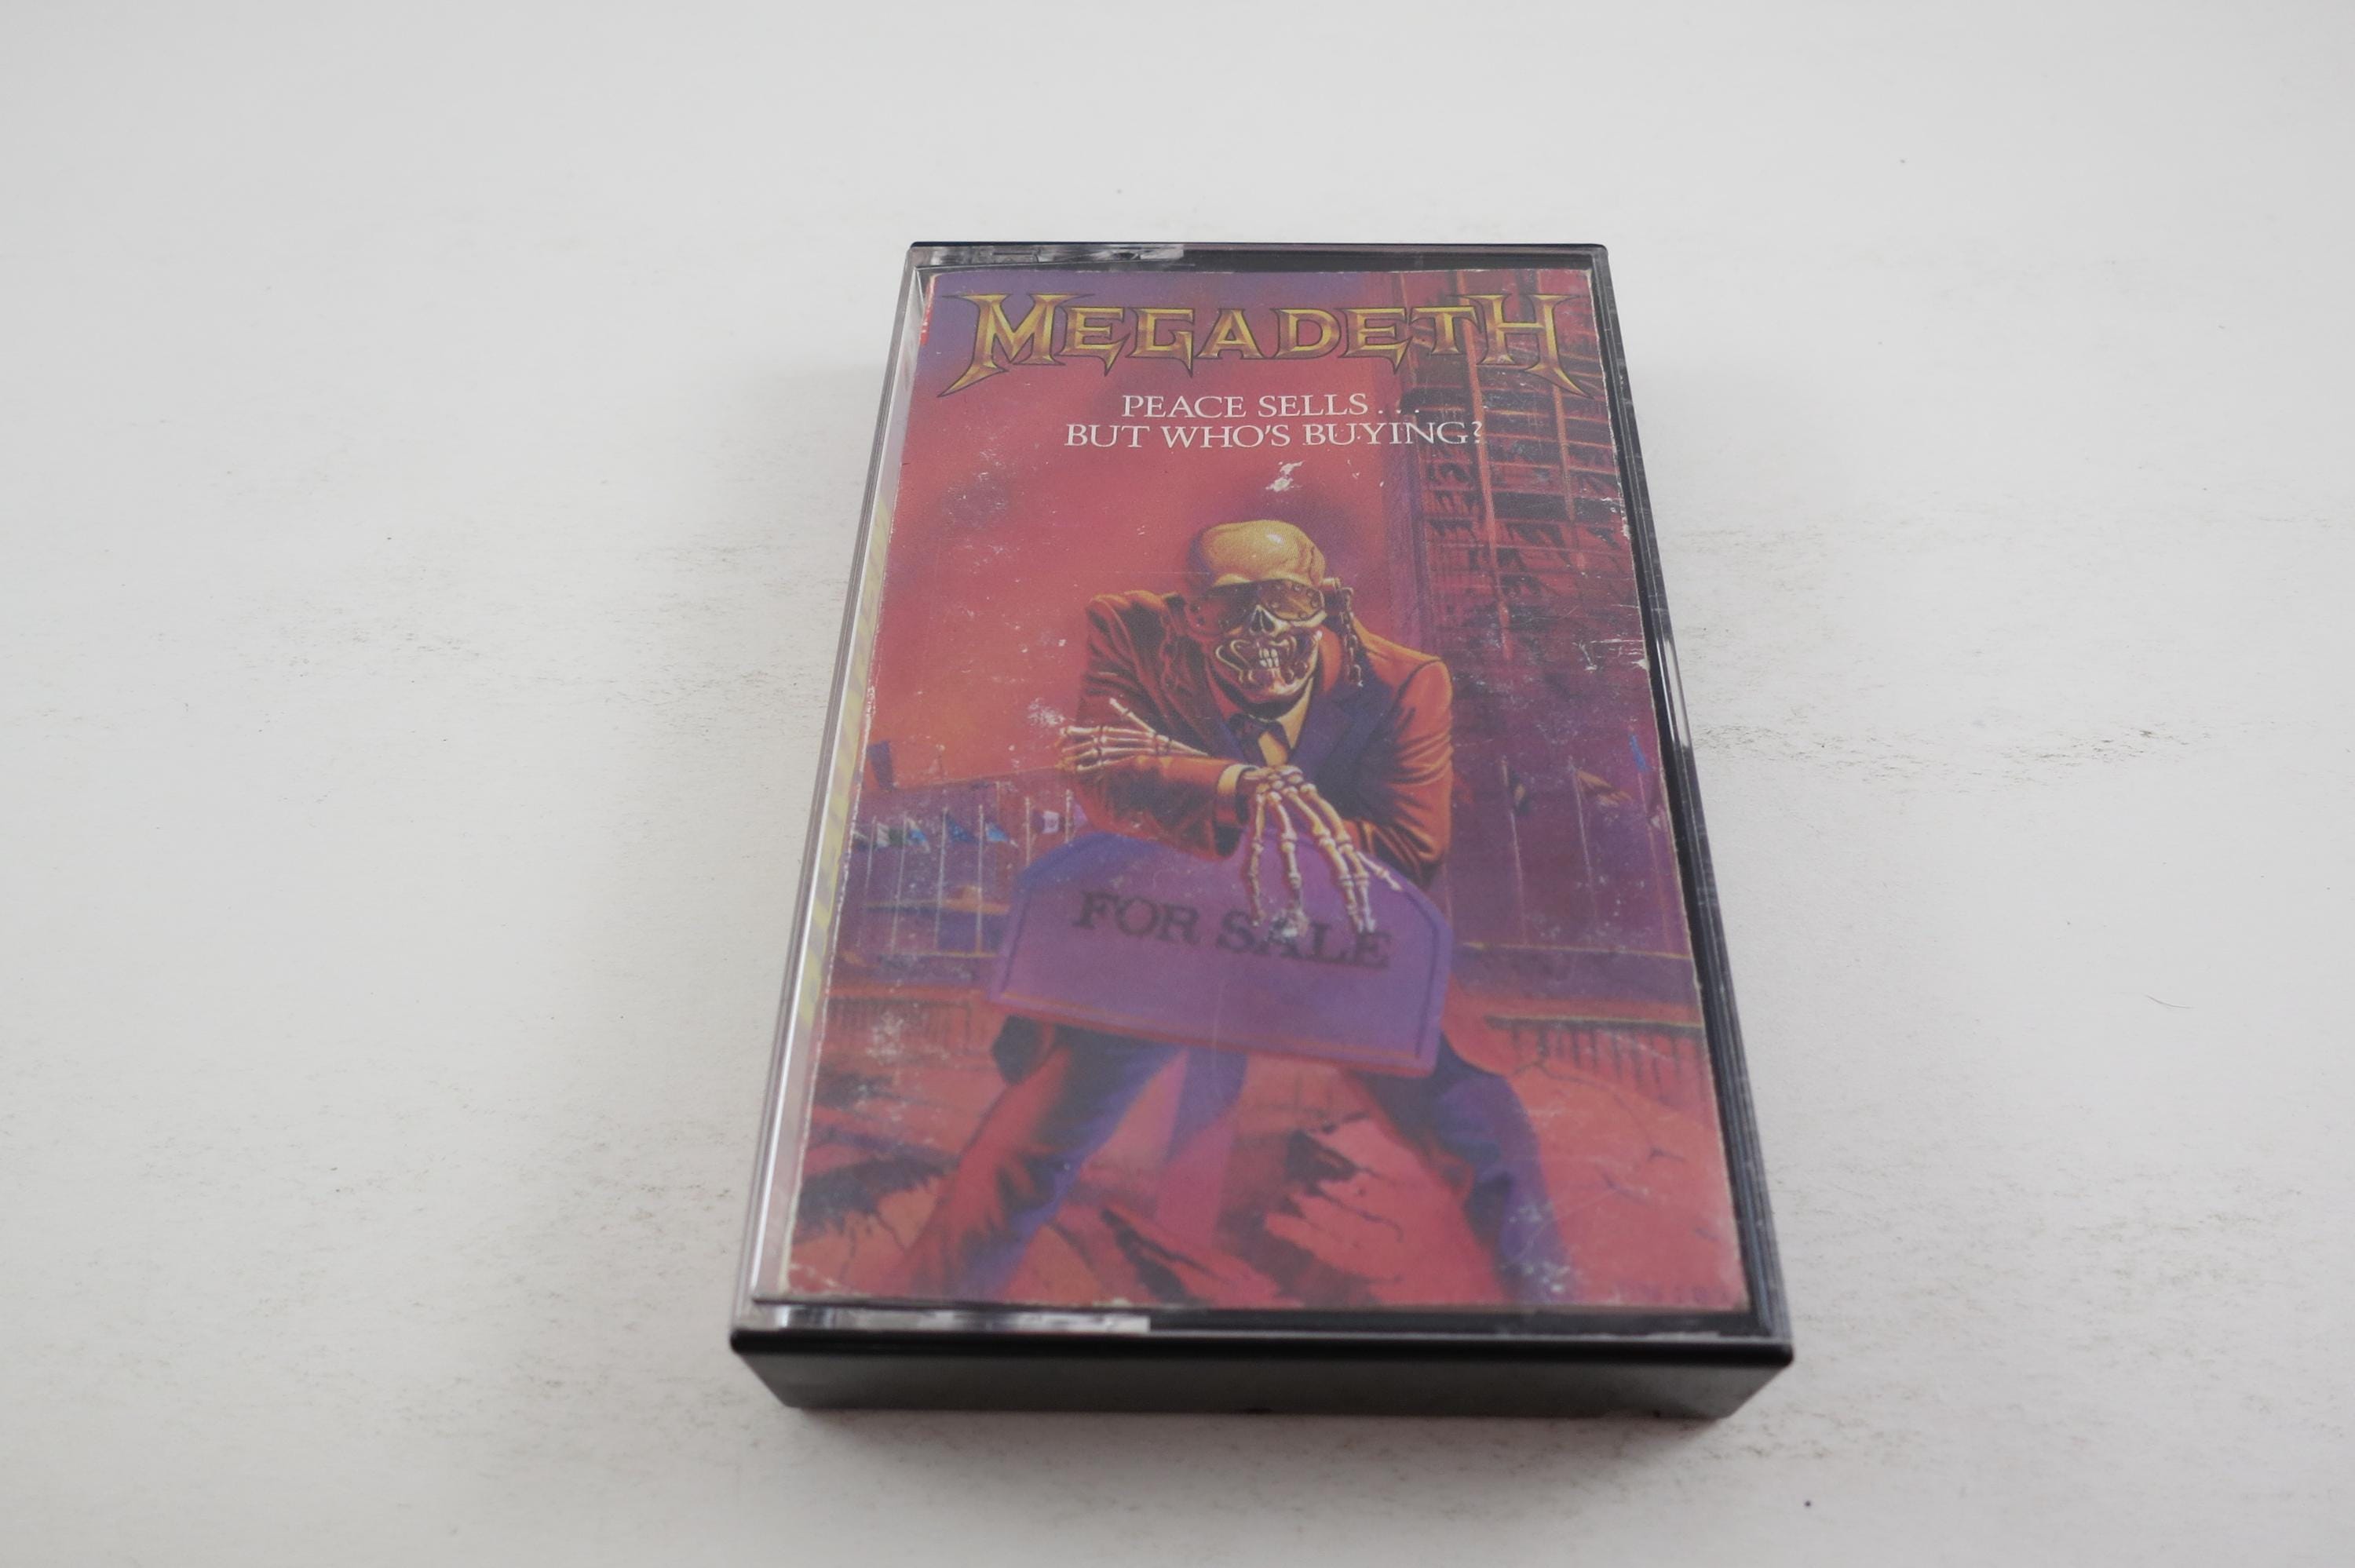 MEGADETH
PEACE SELLS...
BUT WHO'S BUYING?
FOR SALE